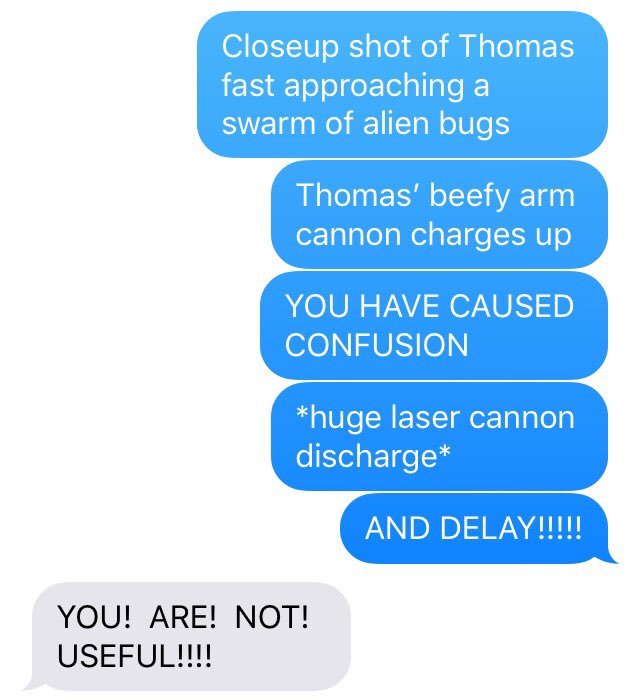 Closeup shot of Thomas
fast approaching a
swarm of alien bugs
Thomas’ beefy arm
cannon charges up
YOU HAVE CAUSED
CONFUSION
*huge laser cannon
discharge*
AND DELAY!!!!!
YOU!  ARE!  NOT!
USEFUL!!!!